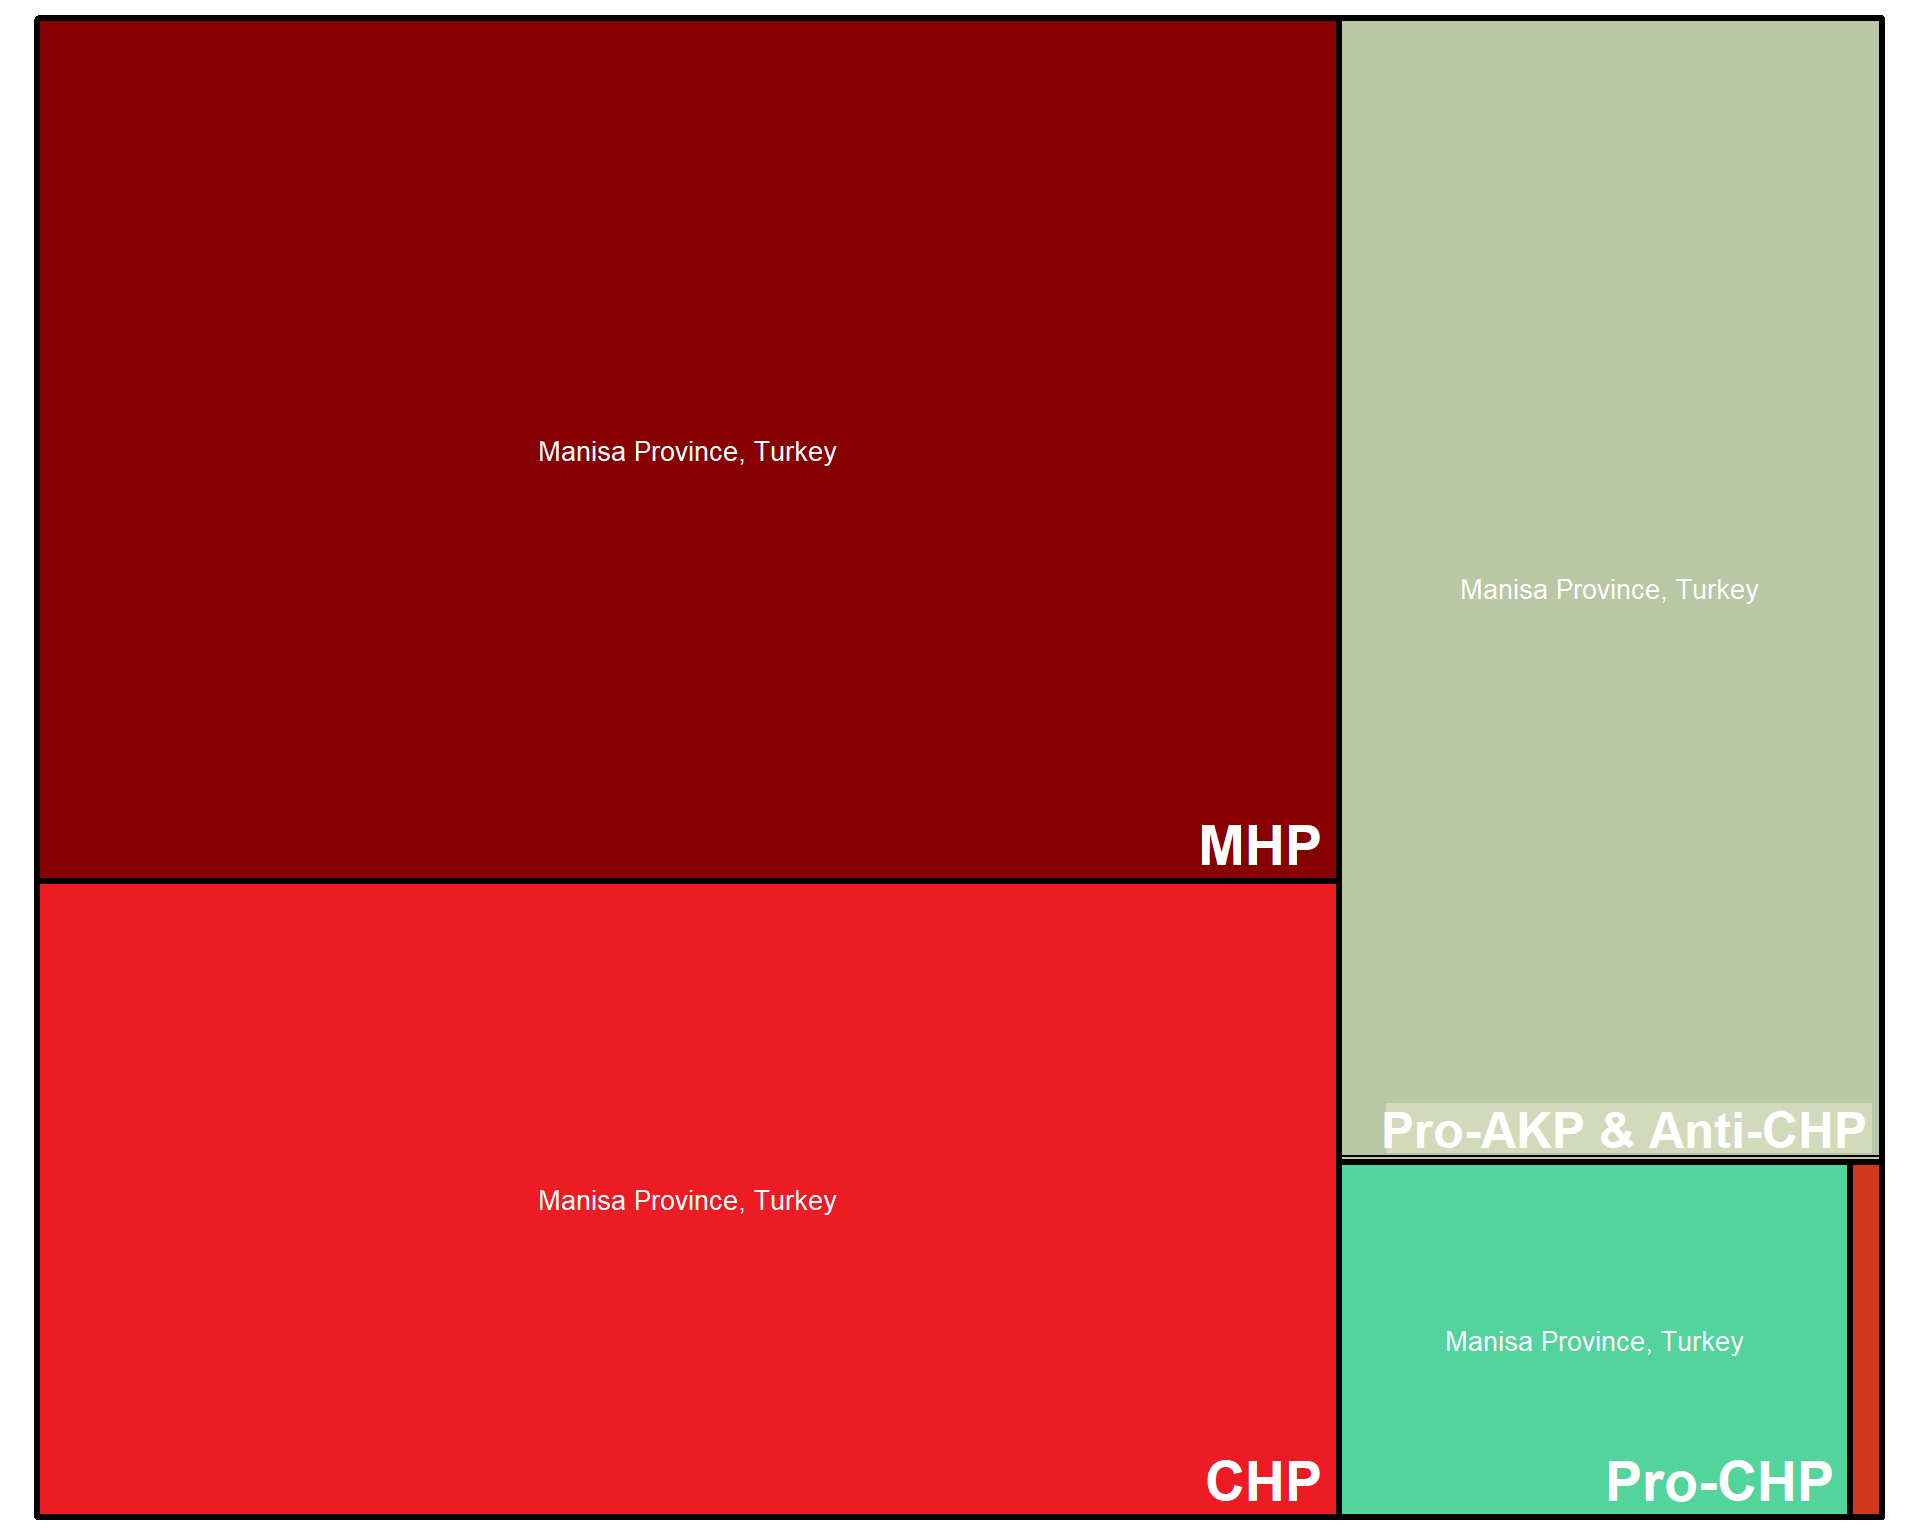 Manisa Province, Turkey
MHP
Manisa Province, Turkey
CHP
Manisa Province, Turkey
Pro-AKP & Anti-CHP
Manisa Province, Turkey
Pro-CHP